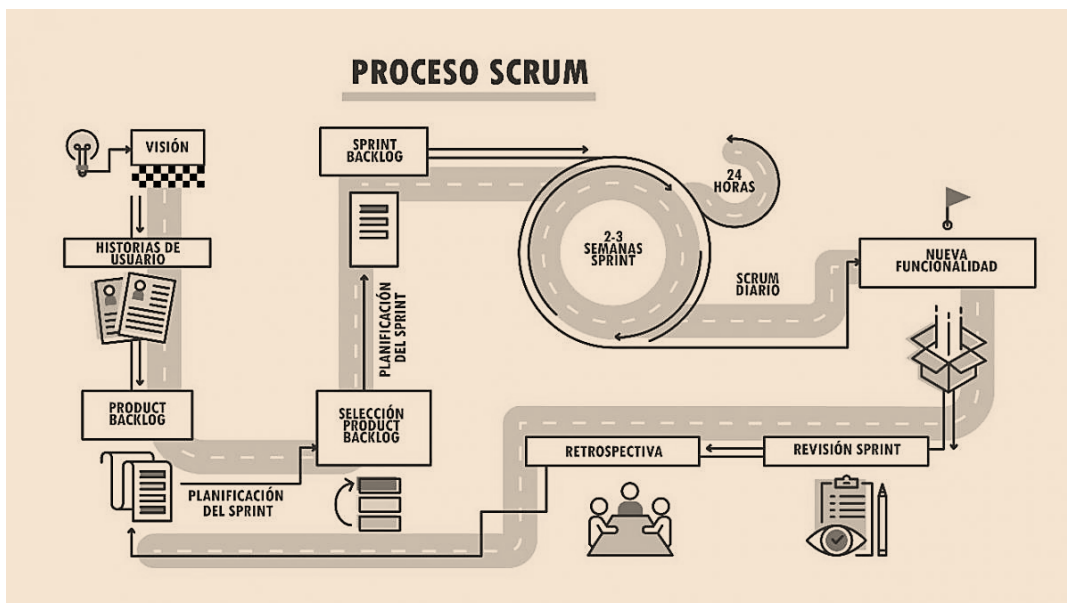 PROCESO SCRUM
VISIÓN
HISTORIAS DE
USUARIO
PRODUCT
BACKLOG
PLANIFICACIÓN
DEL SPRINT
SELECCIÓN
PRODUCT
BACKLOG
PLANIFICACIÓN
DEL SPRINT
SPRINT
BACKLOG
2-3
SEMANAS
SPRINT
24
HORAS
SCRUM
DIÁRIO
NUEVA
FUNCIONALIDAD
REVISIÓN SPRINT
RETROSPECTIVA